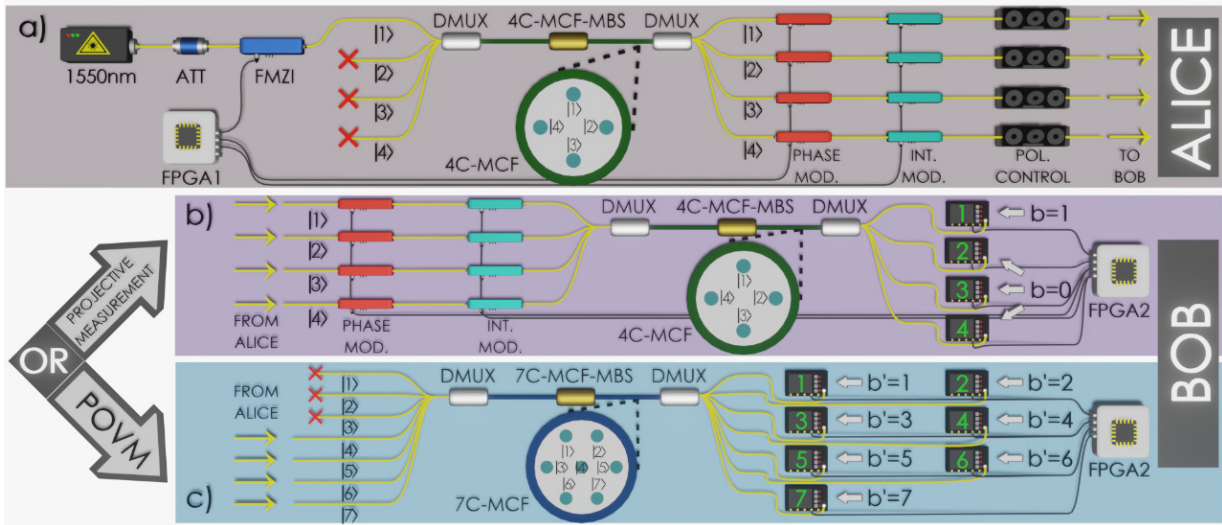 a)
1550nm
ATT
FMZI
FPGA1
|1⟩
|2⟩
|3⟩
|4⟩
DMUX
4C-MCF-MBS
DMUX
|1⟩
|4⟩
|2⟩
|3⟩
4C-MCF
|1⟩
|2⟩
|3⟩
|4⟩
PHASE
MOD.
INT.
MOD.
POL.
CONTROL
TO
BOB
ALICE
OR
PROJECTIVE
MEASUREMENT
POVM
b)
|1⟩
|2⟩
|3⟩
|4⟩
FROM
ALICE
PHASE
MOD.
INT.
MOD.
DMUX
4C-MCF-MBS
DMUX
|1⟩
|4⟩
|2⟩
|3⟩
4C-MCF
1
b=1
2
3
b=0
4
FPGA2
BOB
c)
FROM
ALICE
|1⟩
|2⟩
|3⟩
|4⟩
|5⟩
|6⟩
|7⟩
DMUX
7C-MCF-MBS
DMUX
|1⟩
|2⟩
|3⟩
|4⟩
|5⟩
|6⟩
|7⟩
7C-MCF
1
b'=1
2
b'=2
3
b'=3
4
b'=4
5
b'=5
6
b'=6
7
b'=7
FPGA2